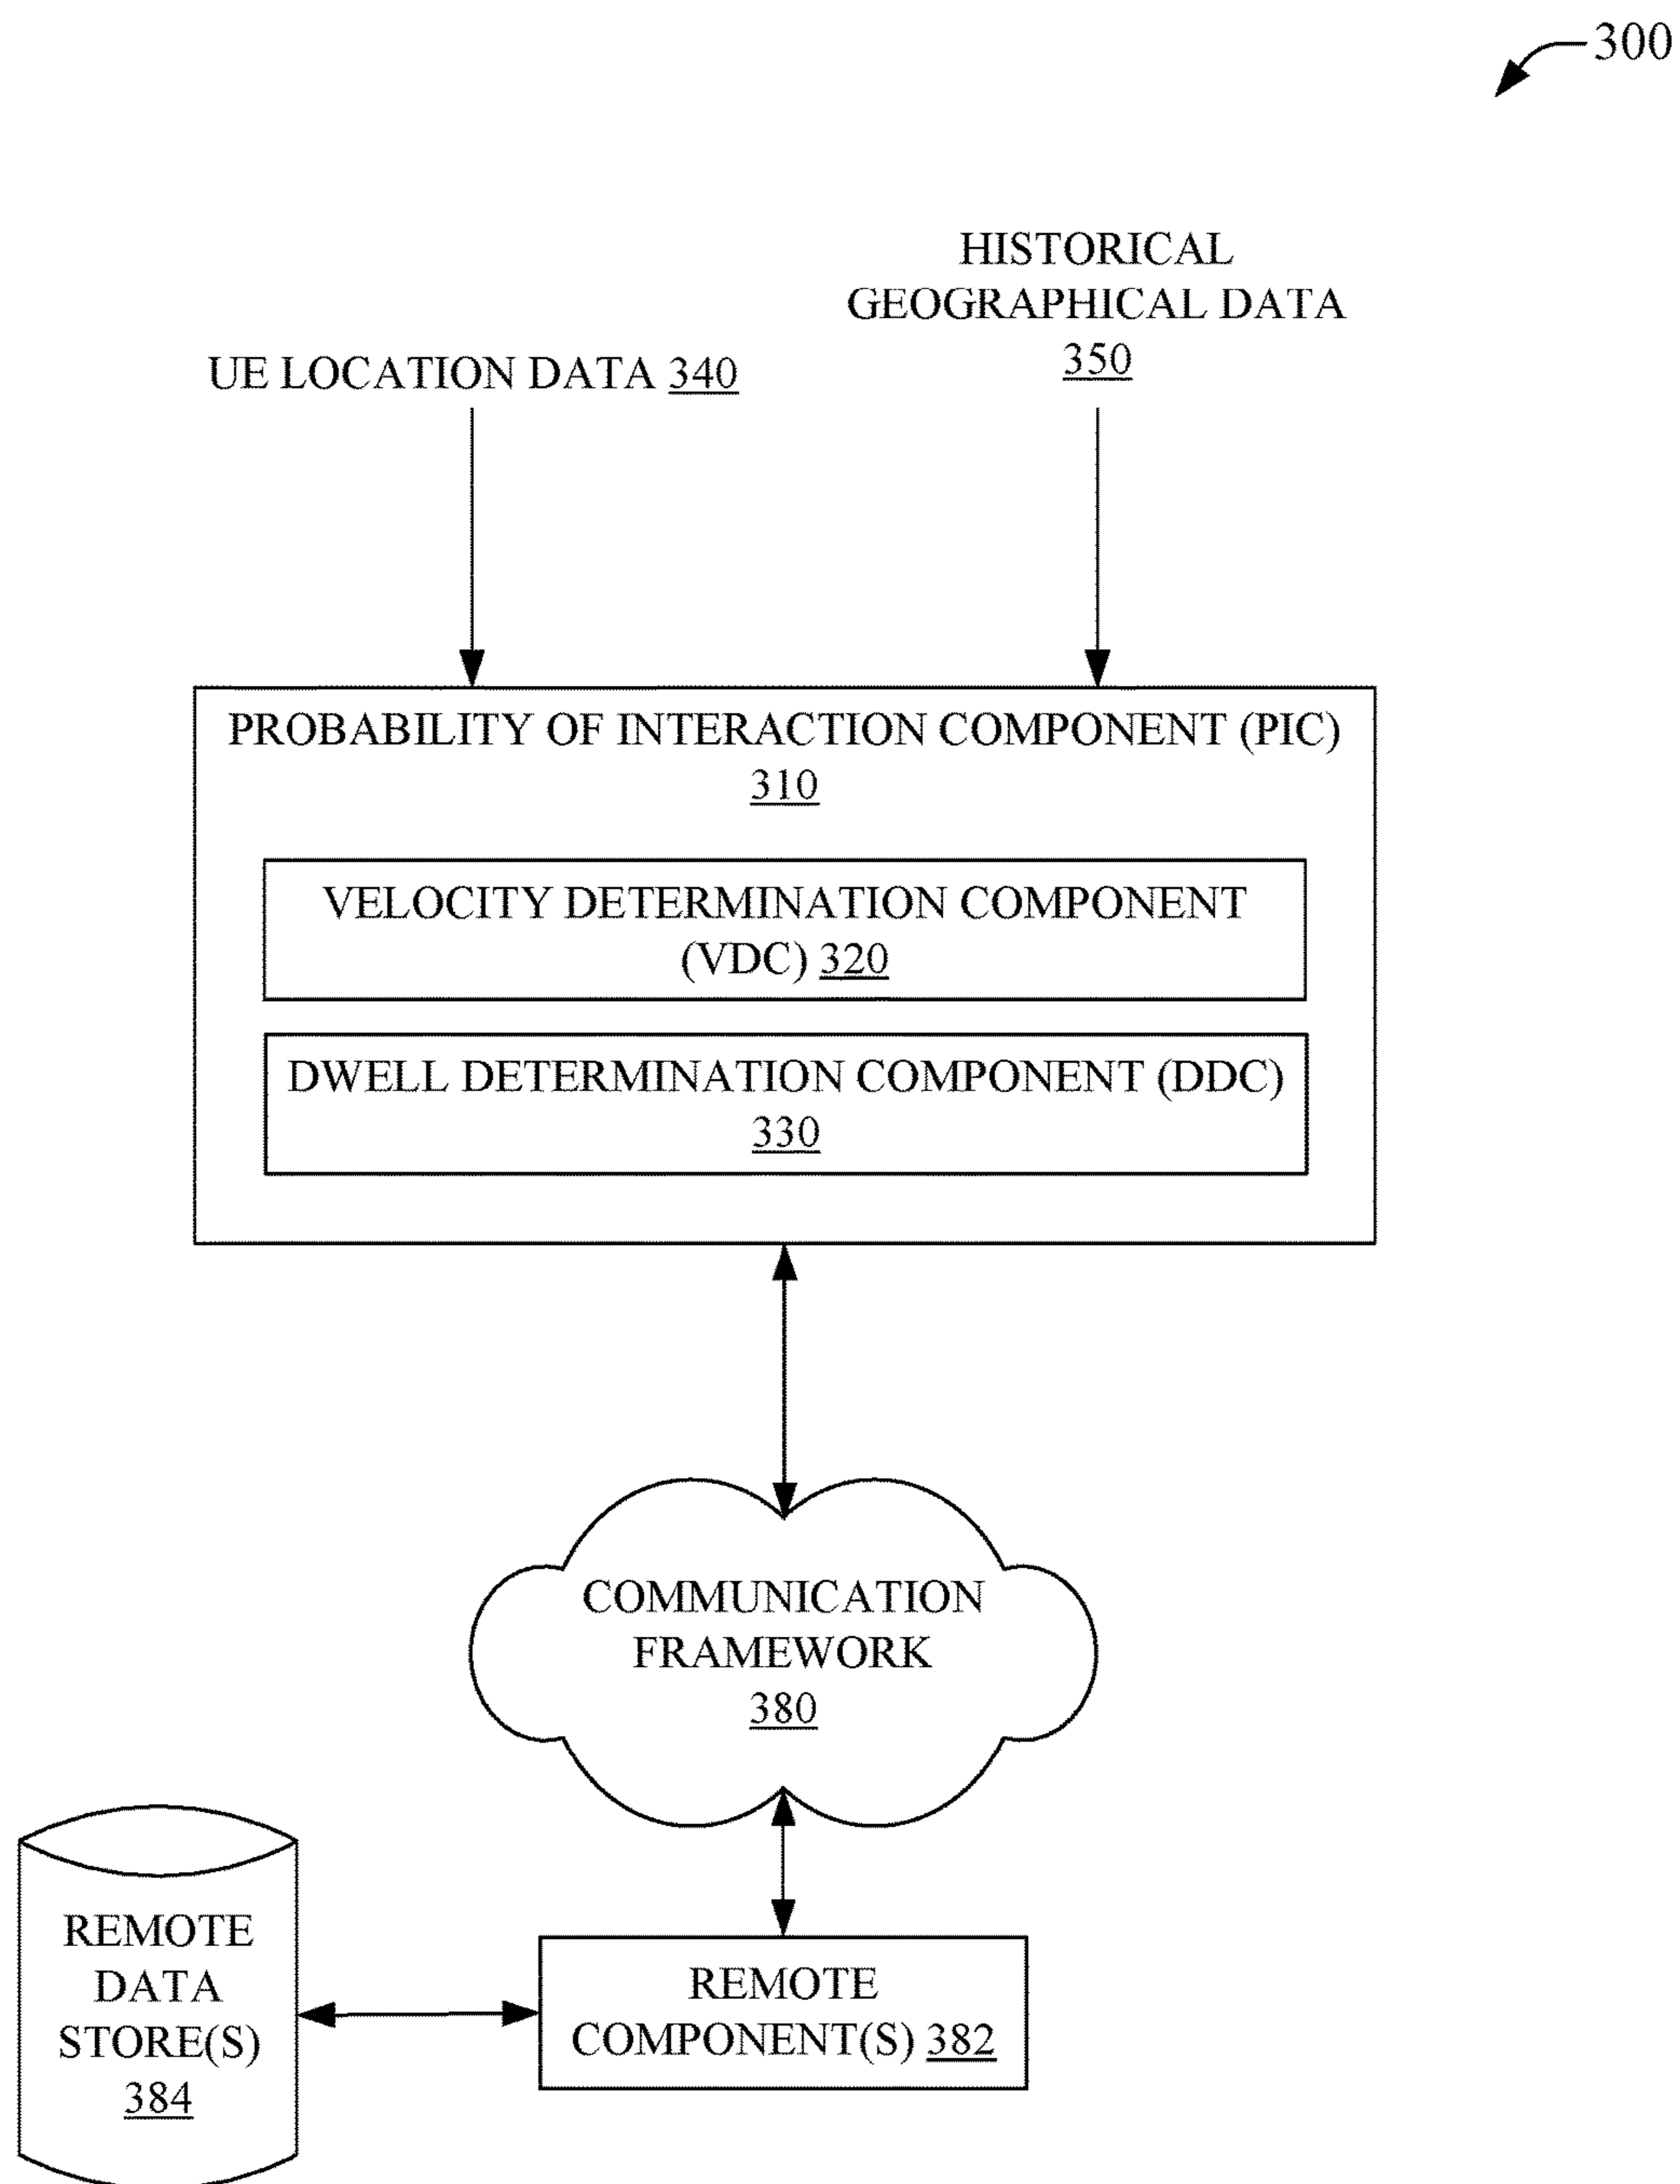 300
HISTORICAL
GEOGRAPHICAL DATA
350
UE LOCATION DATA 340
PROBABILITY OF INTERACTION COMPONENT (PIC)
310
VELOCITY DETERMINATION COMPONENT
(VDC) 320
DWELL DETERMINATION COMPONENT (DDC)
330
COMMUNICATION
FRAMEWORK
380
REMOTE
DATA
STORE(S)
384
REMOTE
COMPONENT(S) 382